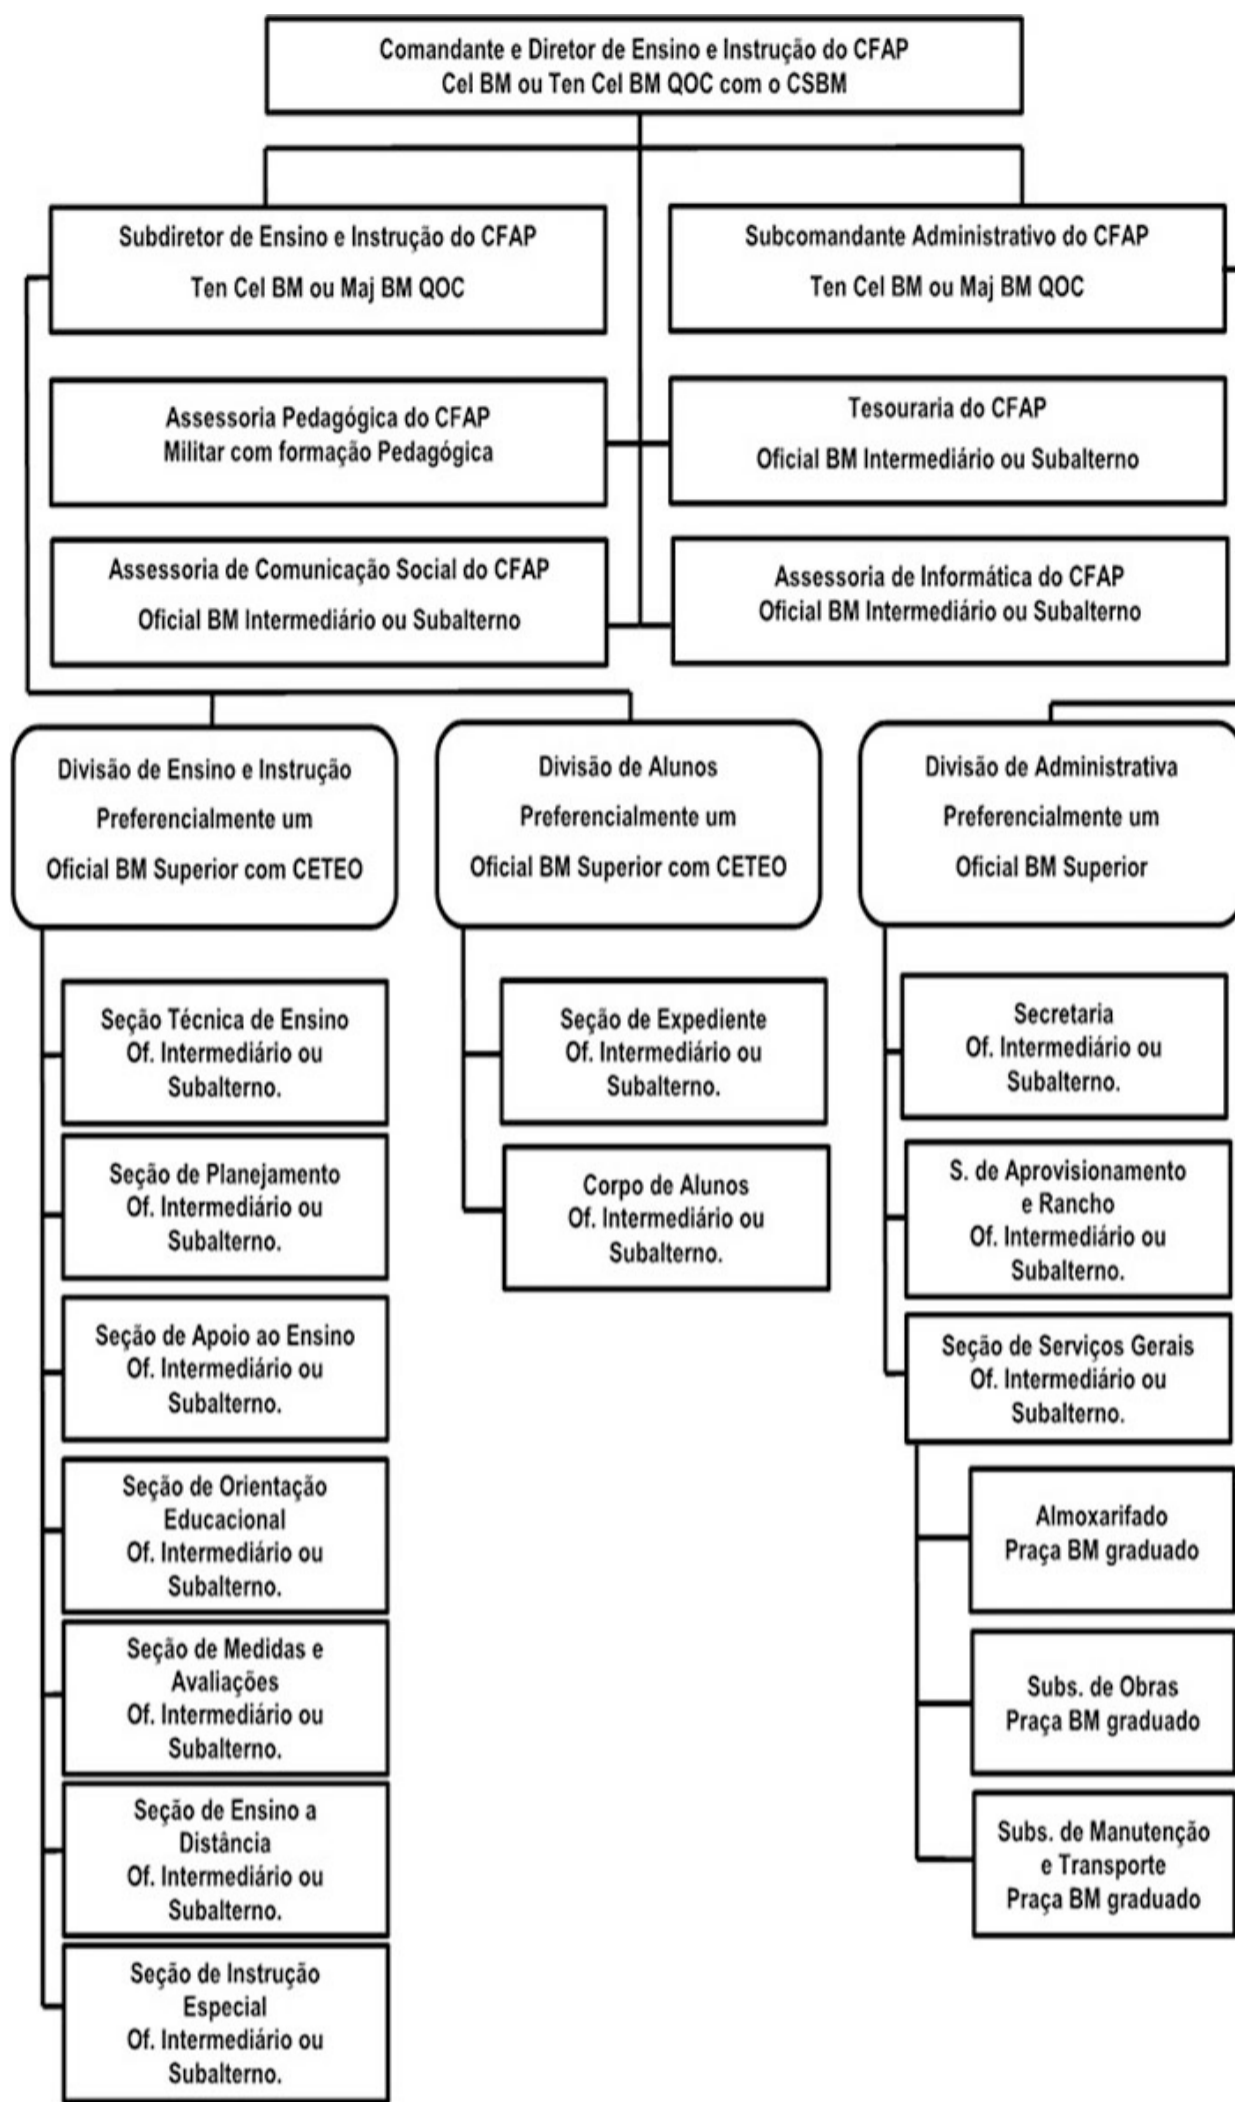 Comandante e Diretor de Ensino e Instrução do CFAP
Cel BM ou Ten Cel BM QOC com o CSBM
Subdiretor de Ensino e Instrução do CFAP
Ten Cel BM ou Maj BM QOC
Subcomandante Administrativo do CFAP
Ten Cel BM ou Maj BM QOC
Assessoria Pedagógica do CFAP
Militar com formação Pedagógica
Tesouraria do CFAP
Oficial BM Intermediário ou Subalterno
Assessoria de Comunicação Social do CFAP
Oficial BM Intermediário ou Subalterno
Assessoria de Informática do CFAP
Oficial BM Intermediário ou Subalterno
Divisão de Ensino e Instrução
Preferencialmente um
Oficial BM Superior com CETEO
Divisão de Alunos
Preferencialmente um
Oficial BM Superior com CETEO
Divisão de Administrativa
Preferencialmente um
Oficial BM Superior
Seção Técnica de Ensino
Of. Intermediário ou
Subalterno.
Seção de Planejamento
Of. Intermediário ou
Subalterno.
Seção de Apoio ao Ensino
Of. Intermediário ou
Subalterno.
Seção de Orientação
Educacional
Of. Intermediário ou
Subalterno.
Seção de Medidas e
Avaliações
Of. Intermediário ou
Subalterno.
Seção de Ensino a
Distância
Of. Intermediário ou
Subalterno.
Seção de Instrução
Especial
Of. Intermediário ou
Subalterno.
Seção de Expediente
Of. Intermediário ou
Subalterno.
Corpo de Alunos
Of. Intermediário ou
Subalterno.
Secretaria
Of. Intermediário ou
Subalterno.
S. de Aprovisionamento
e Rancho
Of. Intermediário ou
Subalterno.
Seção de Serviços Gerais
Of. Intermediário ou
Subalterno.
Almoxarifado
Praça BM graduado
Subs. de Obras
Praça BM graduado
Subs. de Manutenção
e Transporte
Praça BM graduado